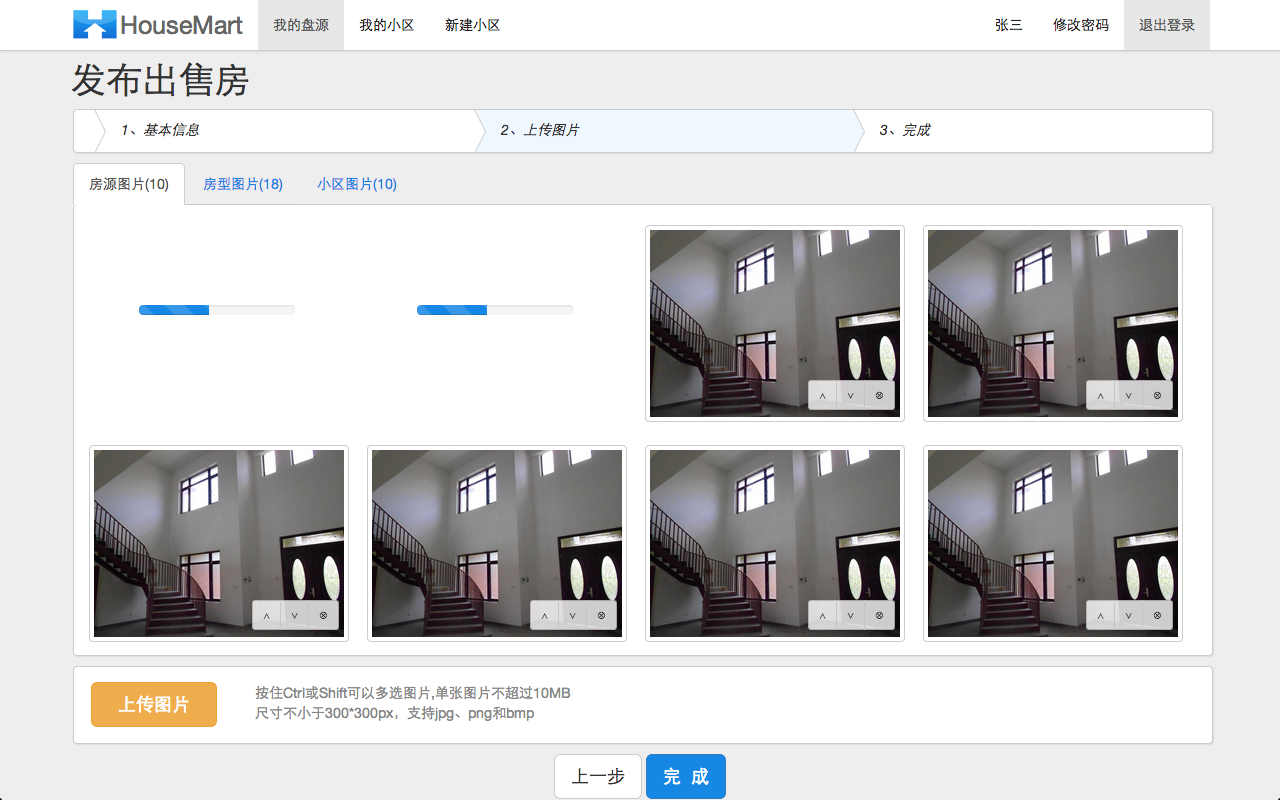 HouseMart 我的盘源 我的小区 新建小区 张三 修改密码 退出登录
发布出售房
1、基本信息 2、上传图片 3、完成
房源图片(10) 房型图片(18) 小区图片(10)
上传图片
按住Ctrl或Shift可以多选图片,单张图片不超过10MB
尺寸不小于300*300px，支持jpg、png和bmp
上一步 完 成